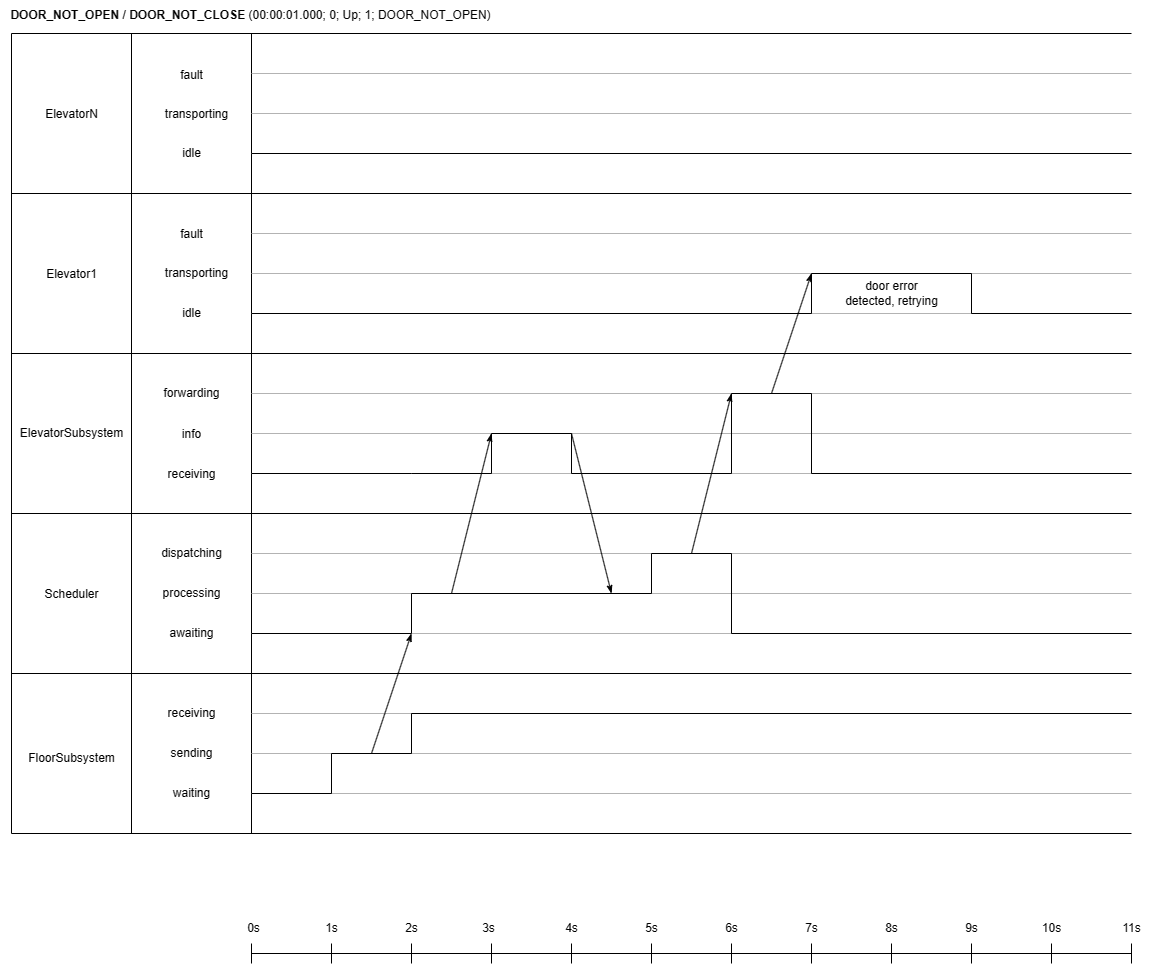 DOOR_NOT_OPEN / DOOR_NOT_CLOSE (00:00:01.000; 0; Up; 1; DOOR_NOT_OPEN)
fault
ElevatorN
transporting
idle
fault
Elevator1
transporting
idle
door error
detected, retrying
forwarding
ElevatorSubsystem
info
receiving
dispatching
Scheduler
processing
awaiting
receiving
FloorSubsystem
sending
waiting
0s 1s 2s 3s 4s 5s 6s 7s 8s 9s 10s 11s